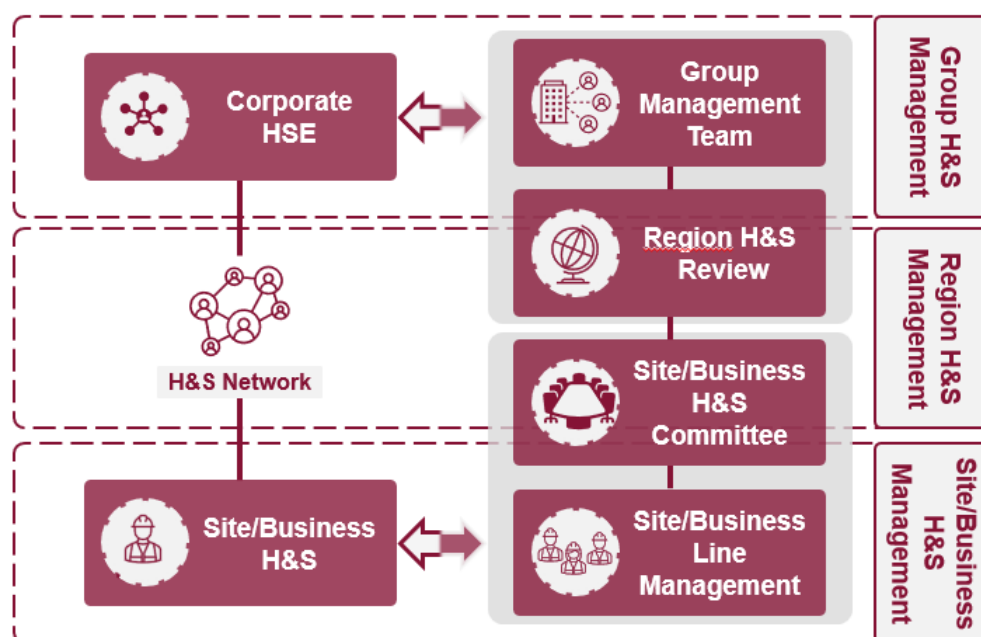 Corporate
HSE
Group
Management
Team
Group H&S
Management
Region H&S
Review
H&S Network
Region H&S
Management
Site/Business
H&S
Committee
Site/Business
H&S
Site/Business
Line
Management
Site/Business
H&S
Management